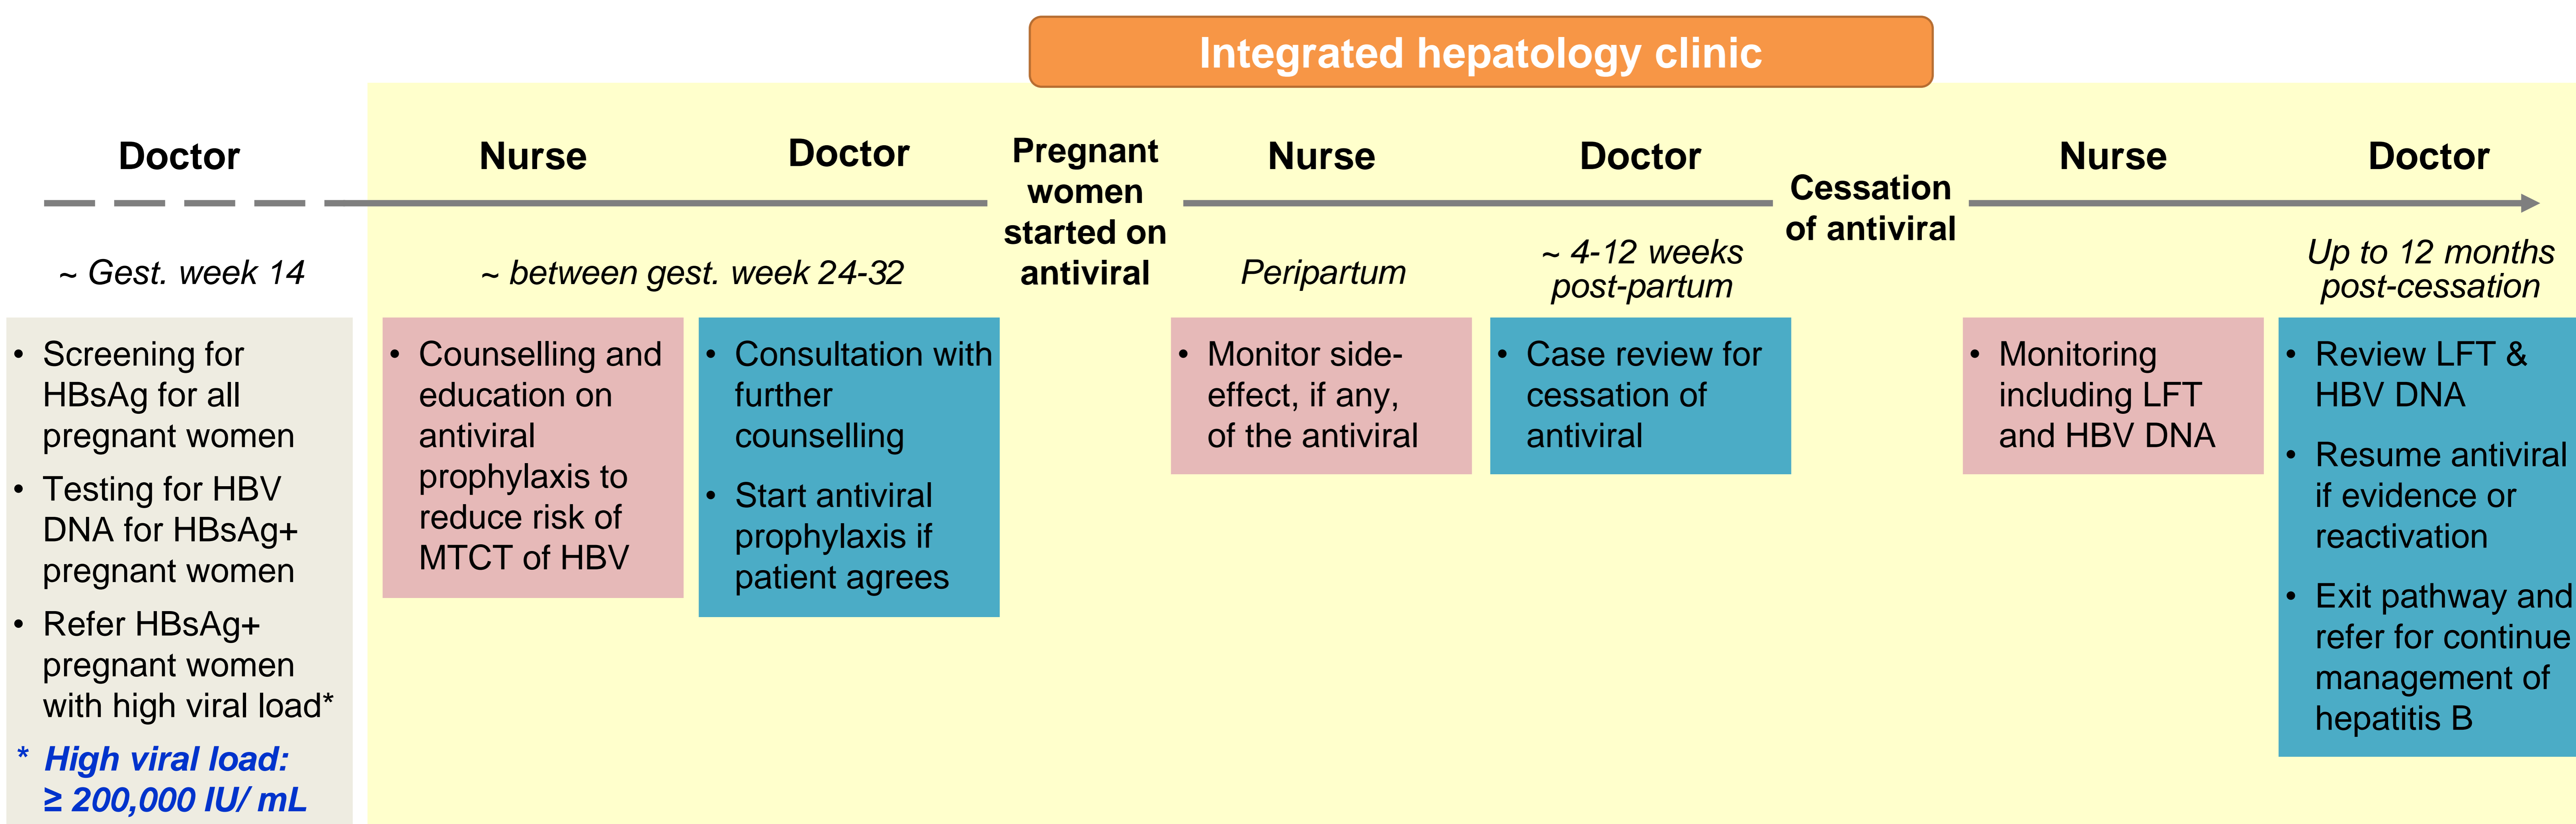 Integrated hepatology clinic
Doctor
~ Gest. week 14
• Screening for
HBsAg for all
pregnant women
• Testing for HBV
DNA for HBsAg+
pregnant women
• Refer HBsAg+
pregnant women
with high viral load*
* High viral load:
≥ 200,000 IU/ mL
Nurse
Doctor
~ between gest. week 24-32
• Counselling and
education on
antiviral
prophylaxis to
reduce risk of
MTCT of HBV
• Consultation with
further
counselling
• Start antiviral
prophylaxis if
patient agrees
Pregnant
women
started on
antiviral
Nurse
Peripartum
• Monitor side-
effect, if any,
of the antiviral
Doctor
~ 4-12 weeks
post-partum
• Case review for
cessation of
antiviral
Cessation
of antiviral
Nurse
• Monitoring
including LFT
and HBV DNA
Doctor
Up to 12 months
post-cessation
• Review LFT &
HBV DNA
• Resume antiviral
if evidence or
reactivation
• Exit pathway and
refer for continue
management of
hepatitis B